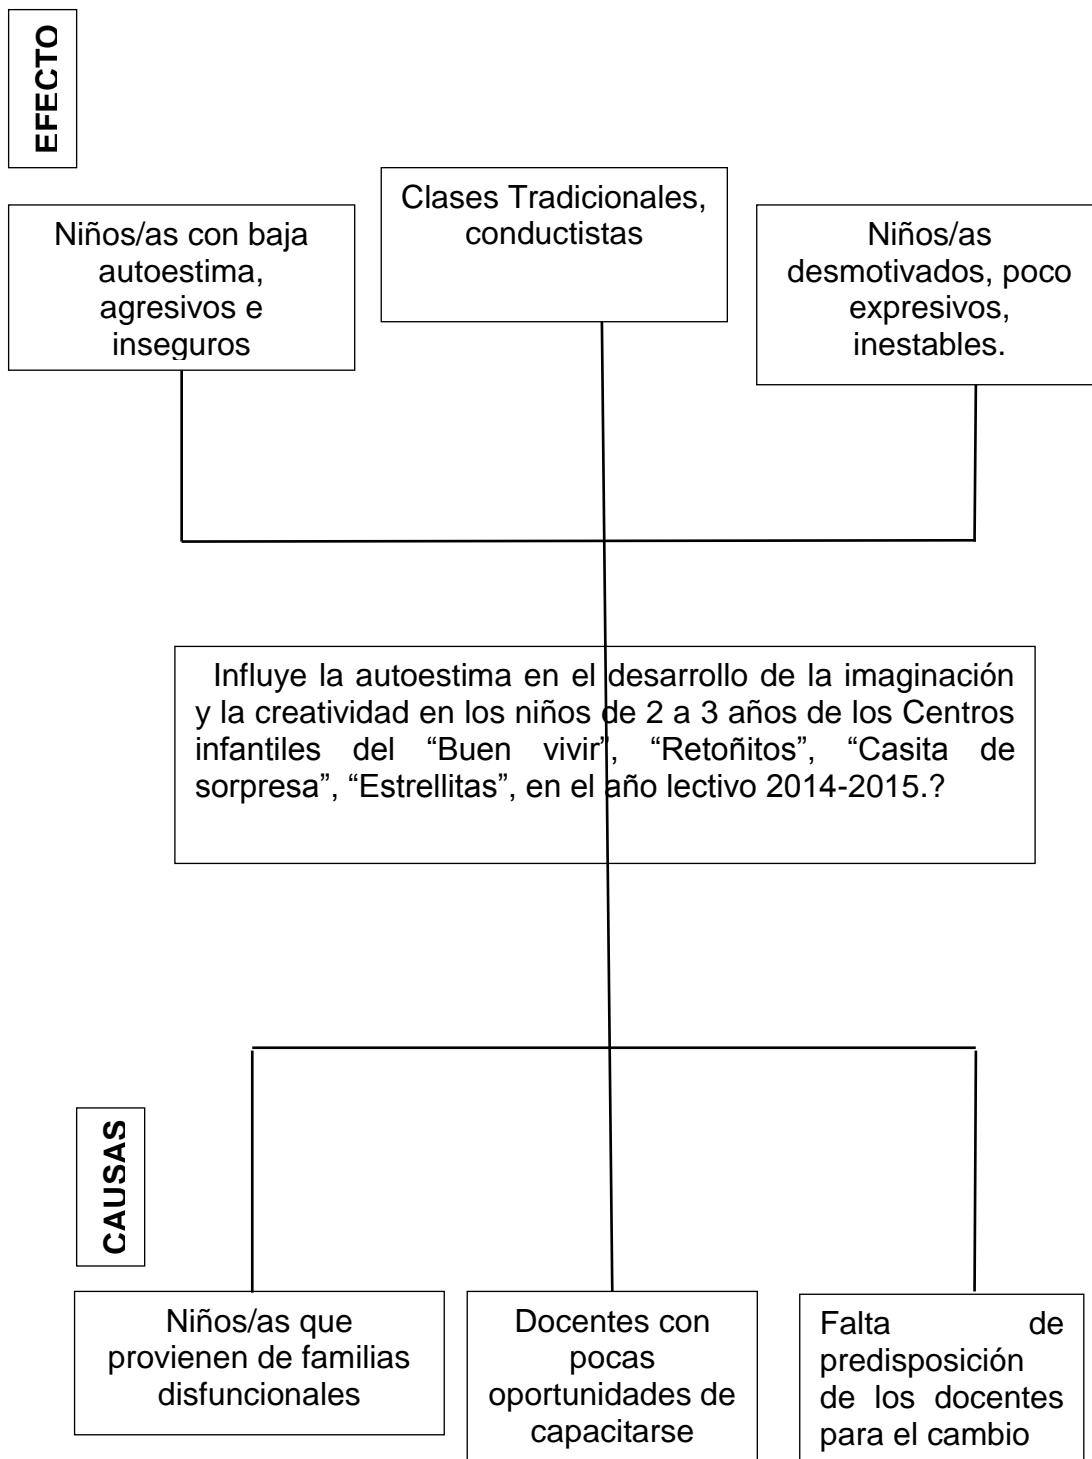 EFECTO
Clases Tradicionales,
conductistas
Niños/as con baja
autoestima,
agresivos e
inseguros
Niños/as
desmotivados, poco
expresivos,
inestables.
Influye la autoestima en el desarrollo de la imaginación
y la creatividad en los niños de 2 a 3 años de los Centros
infantiles del “Buen vivir”, “Retoñitos”, “Casita de
sorpresa”, “Estrellitas”, en el año lectivo 2014-2015.?
CAUSAS
Niños/as que
provienen de familias
disfuncionales
Docentes con
pocas
oportunidades de
capacitarse
Falta de
predisposición
de los docentes
para el cambio